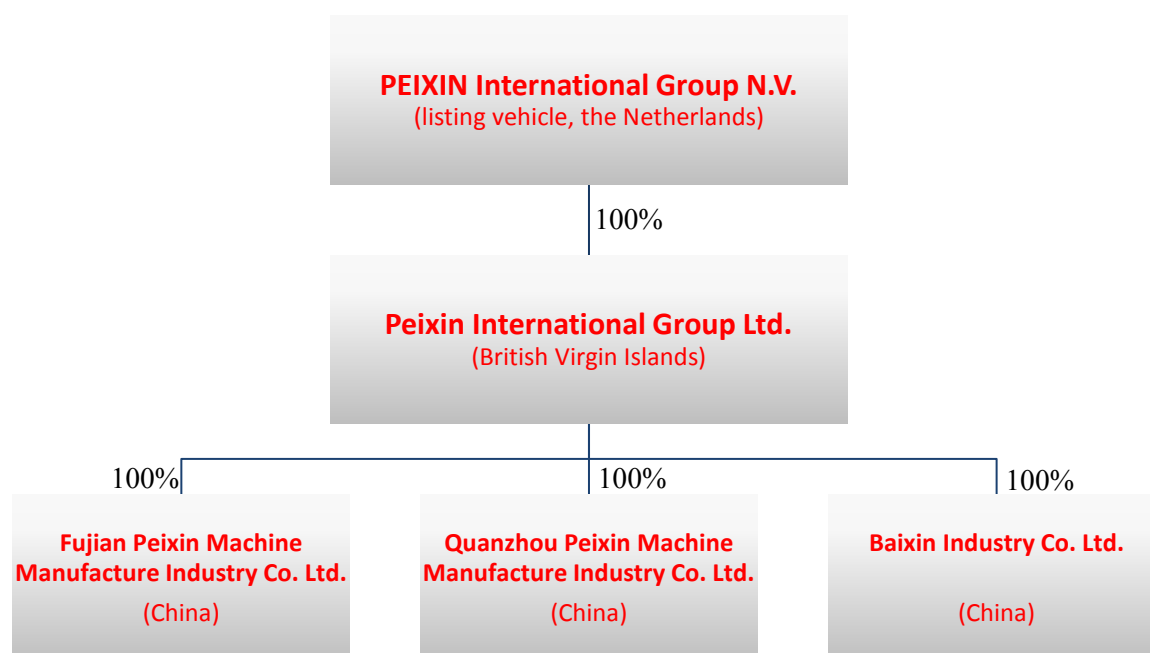 PEIXIN International Group N.V.
(listing vehicle, the Netherlands)
100%
Peixin International Group Ltd.
(British Virgin Islands)
100%
100%
100%
Fujian Peixin Machine
Manufacture Industry Co. Ltd.
(China)
Quanzhou Peixin Machine
Manufacture Industry Co. Ltd.
(China)
Baixin Industry Co. Ltd.
(China)